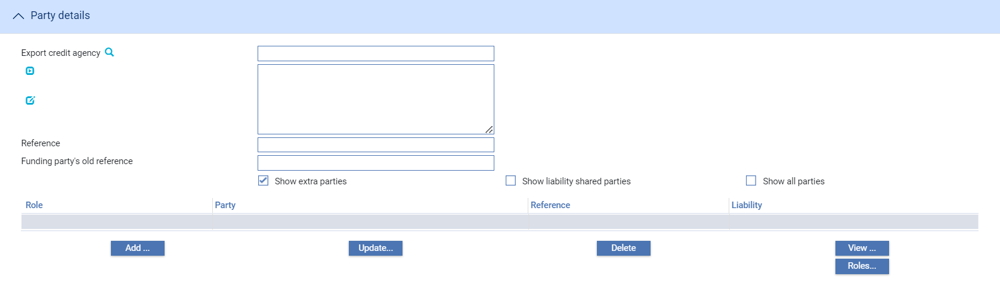 Party details
Export credit agency
Reference
Funding party's old reference
Show extra parties Show liability shared parties Show all parties
Role Party Reference Liability
Add ... Update... Delete View ...
Roles...